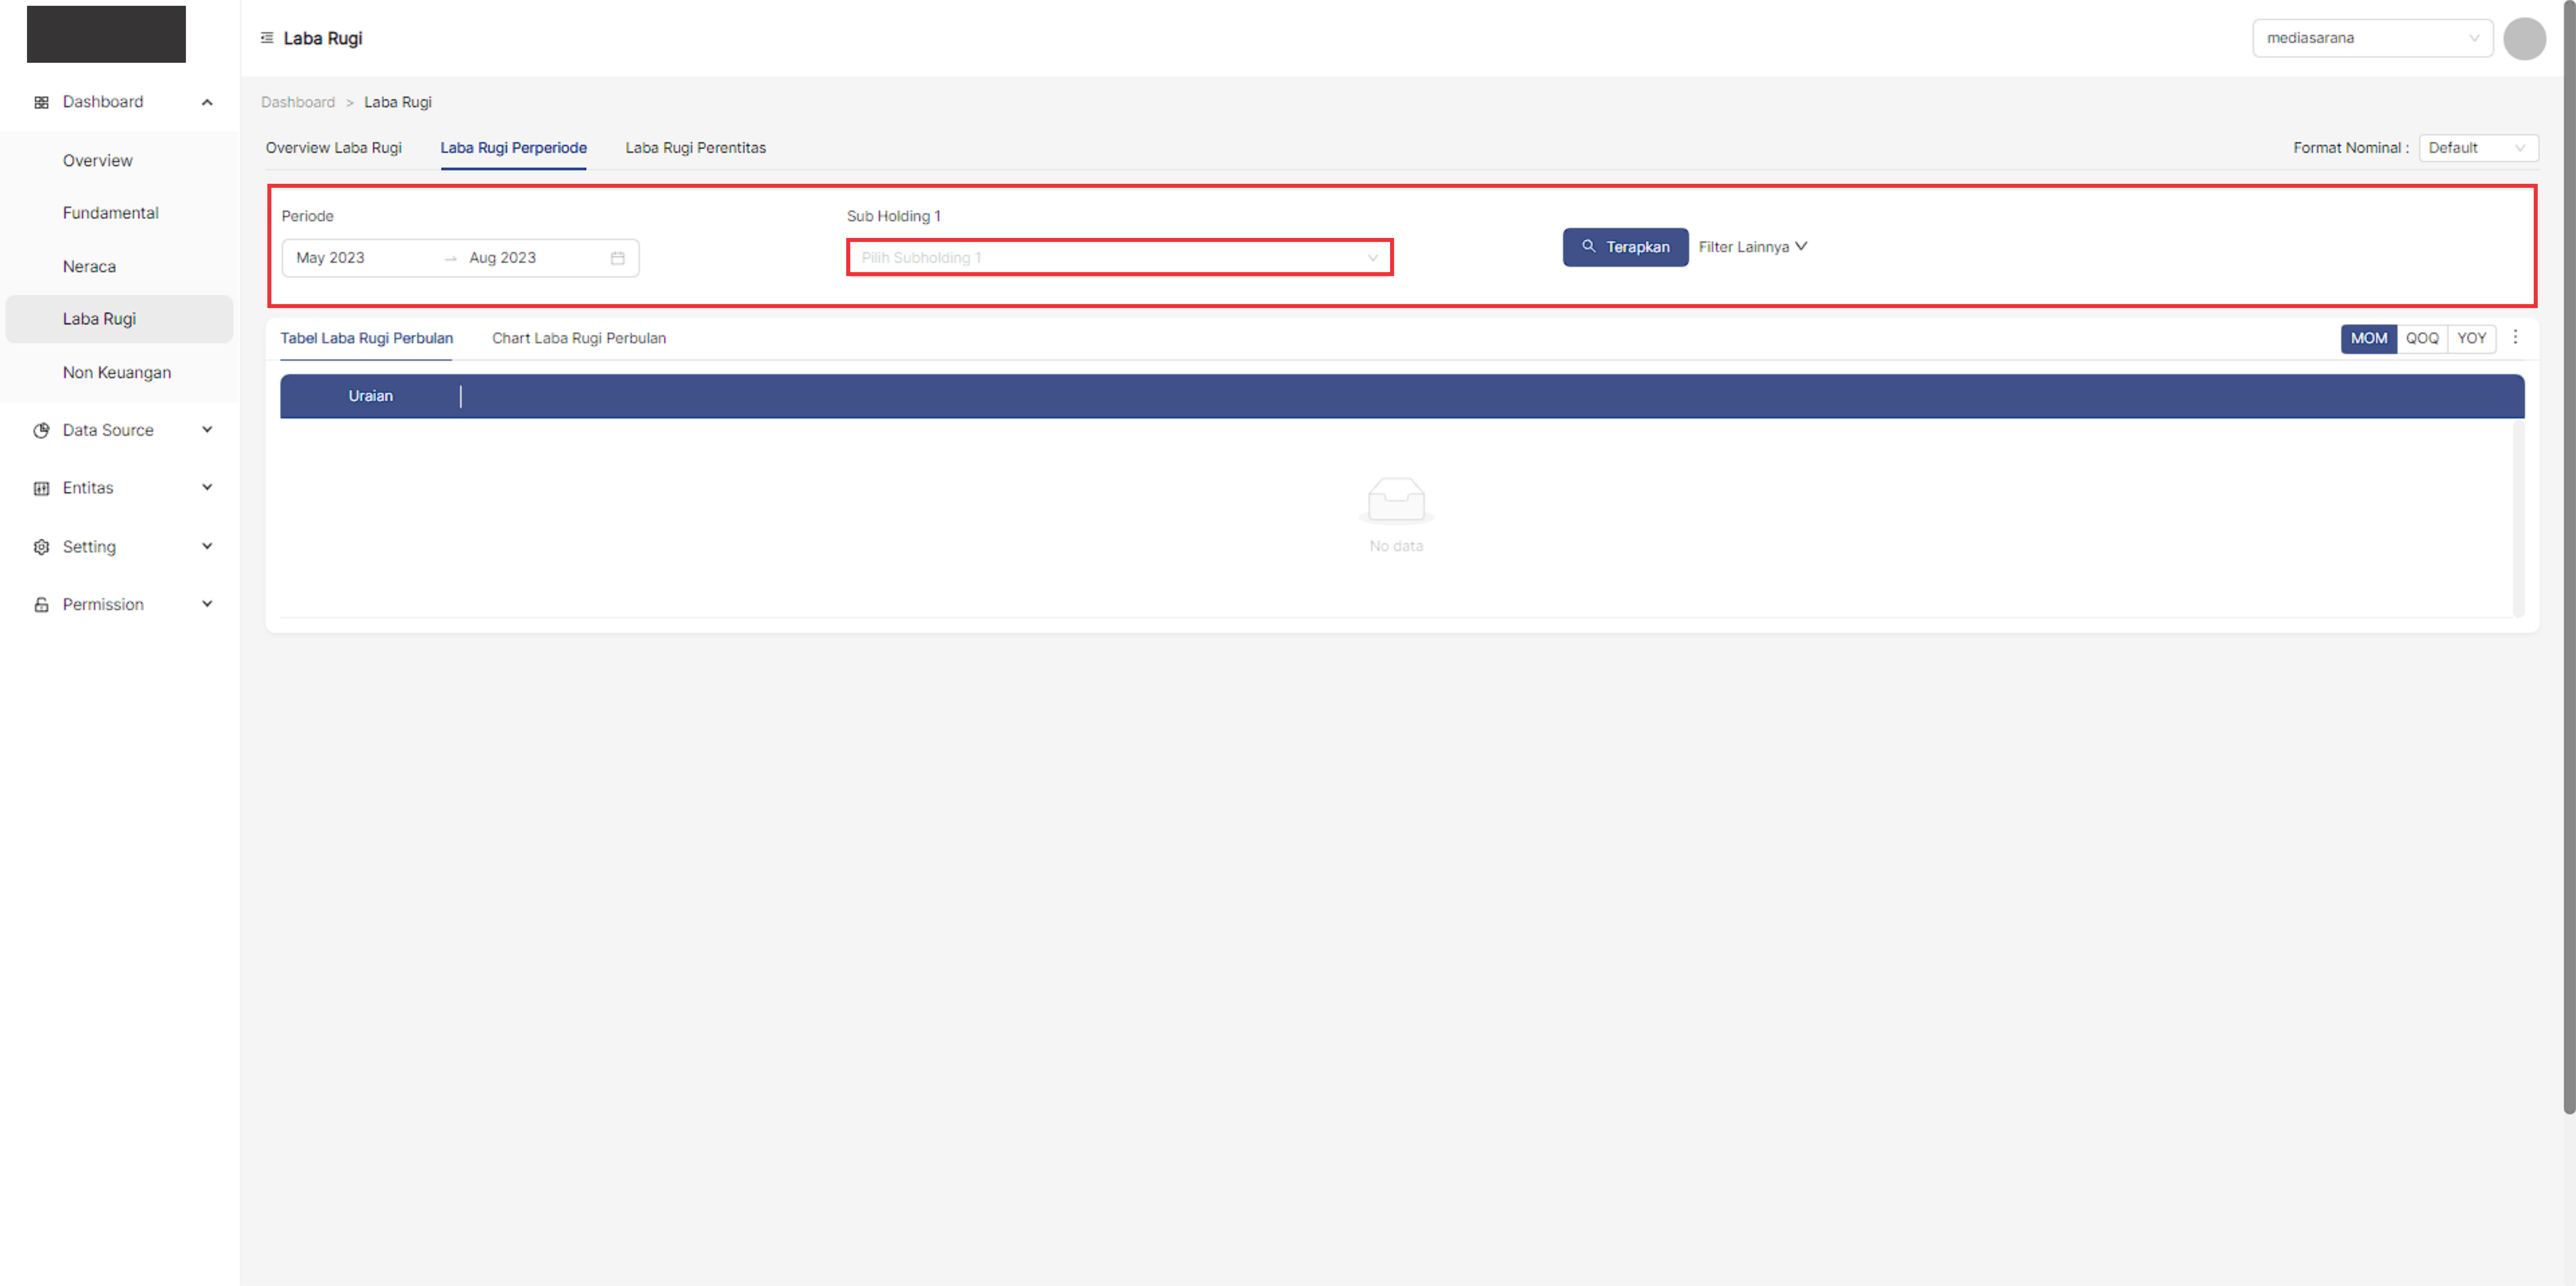 Laba Rugi
mediasarana
Dashboard
Overview
Fundamental
Neraca
Laba Rugi
Non Keuangan
Data Source
Entitas
Setting
Permission
Dashboard > Laba Rugi
Overview Laba Rugi Laba Rugi Perperiode Laba Rugi Perentitas Format Nominal : Default
Periode Sub Holding 1
May 2023 → Aug 2023 Pilih Subholding 1 Terapkan Filter Lainnya
Tabel Laba Rugi Perbulan Chart Laba Rugi Perbulan MOM QOQ YOY
Uraian
No data